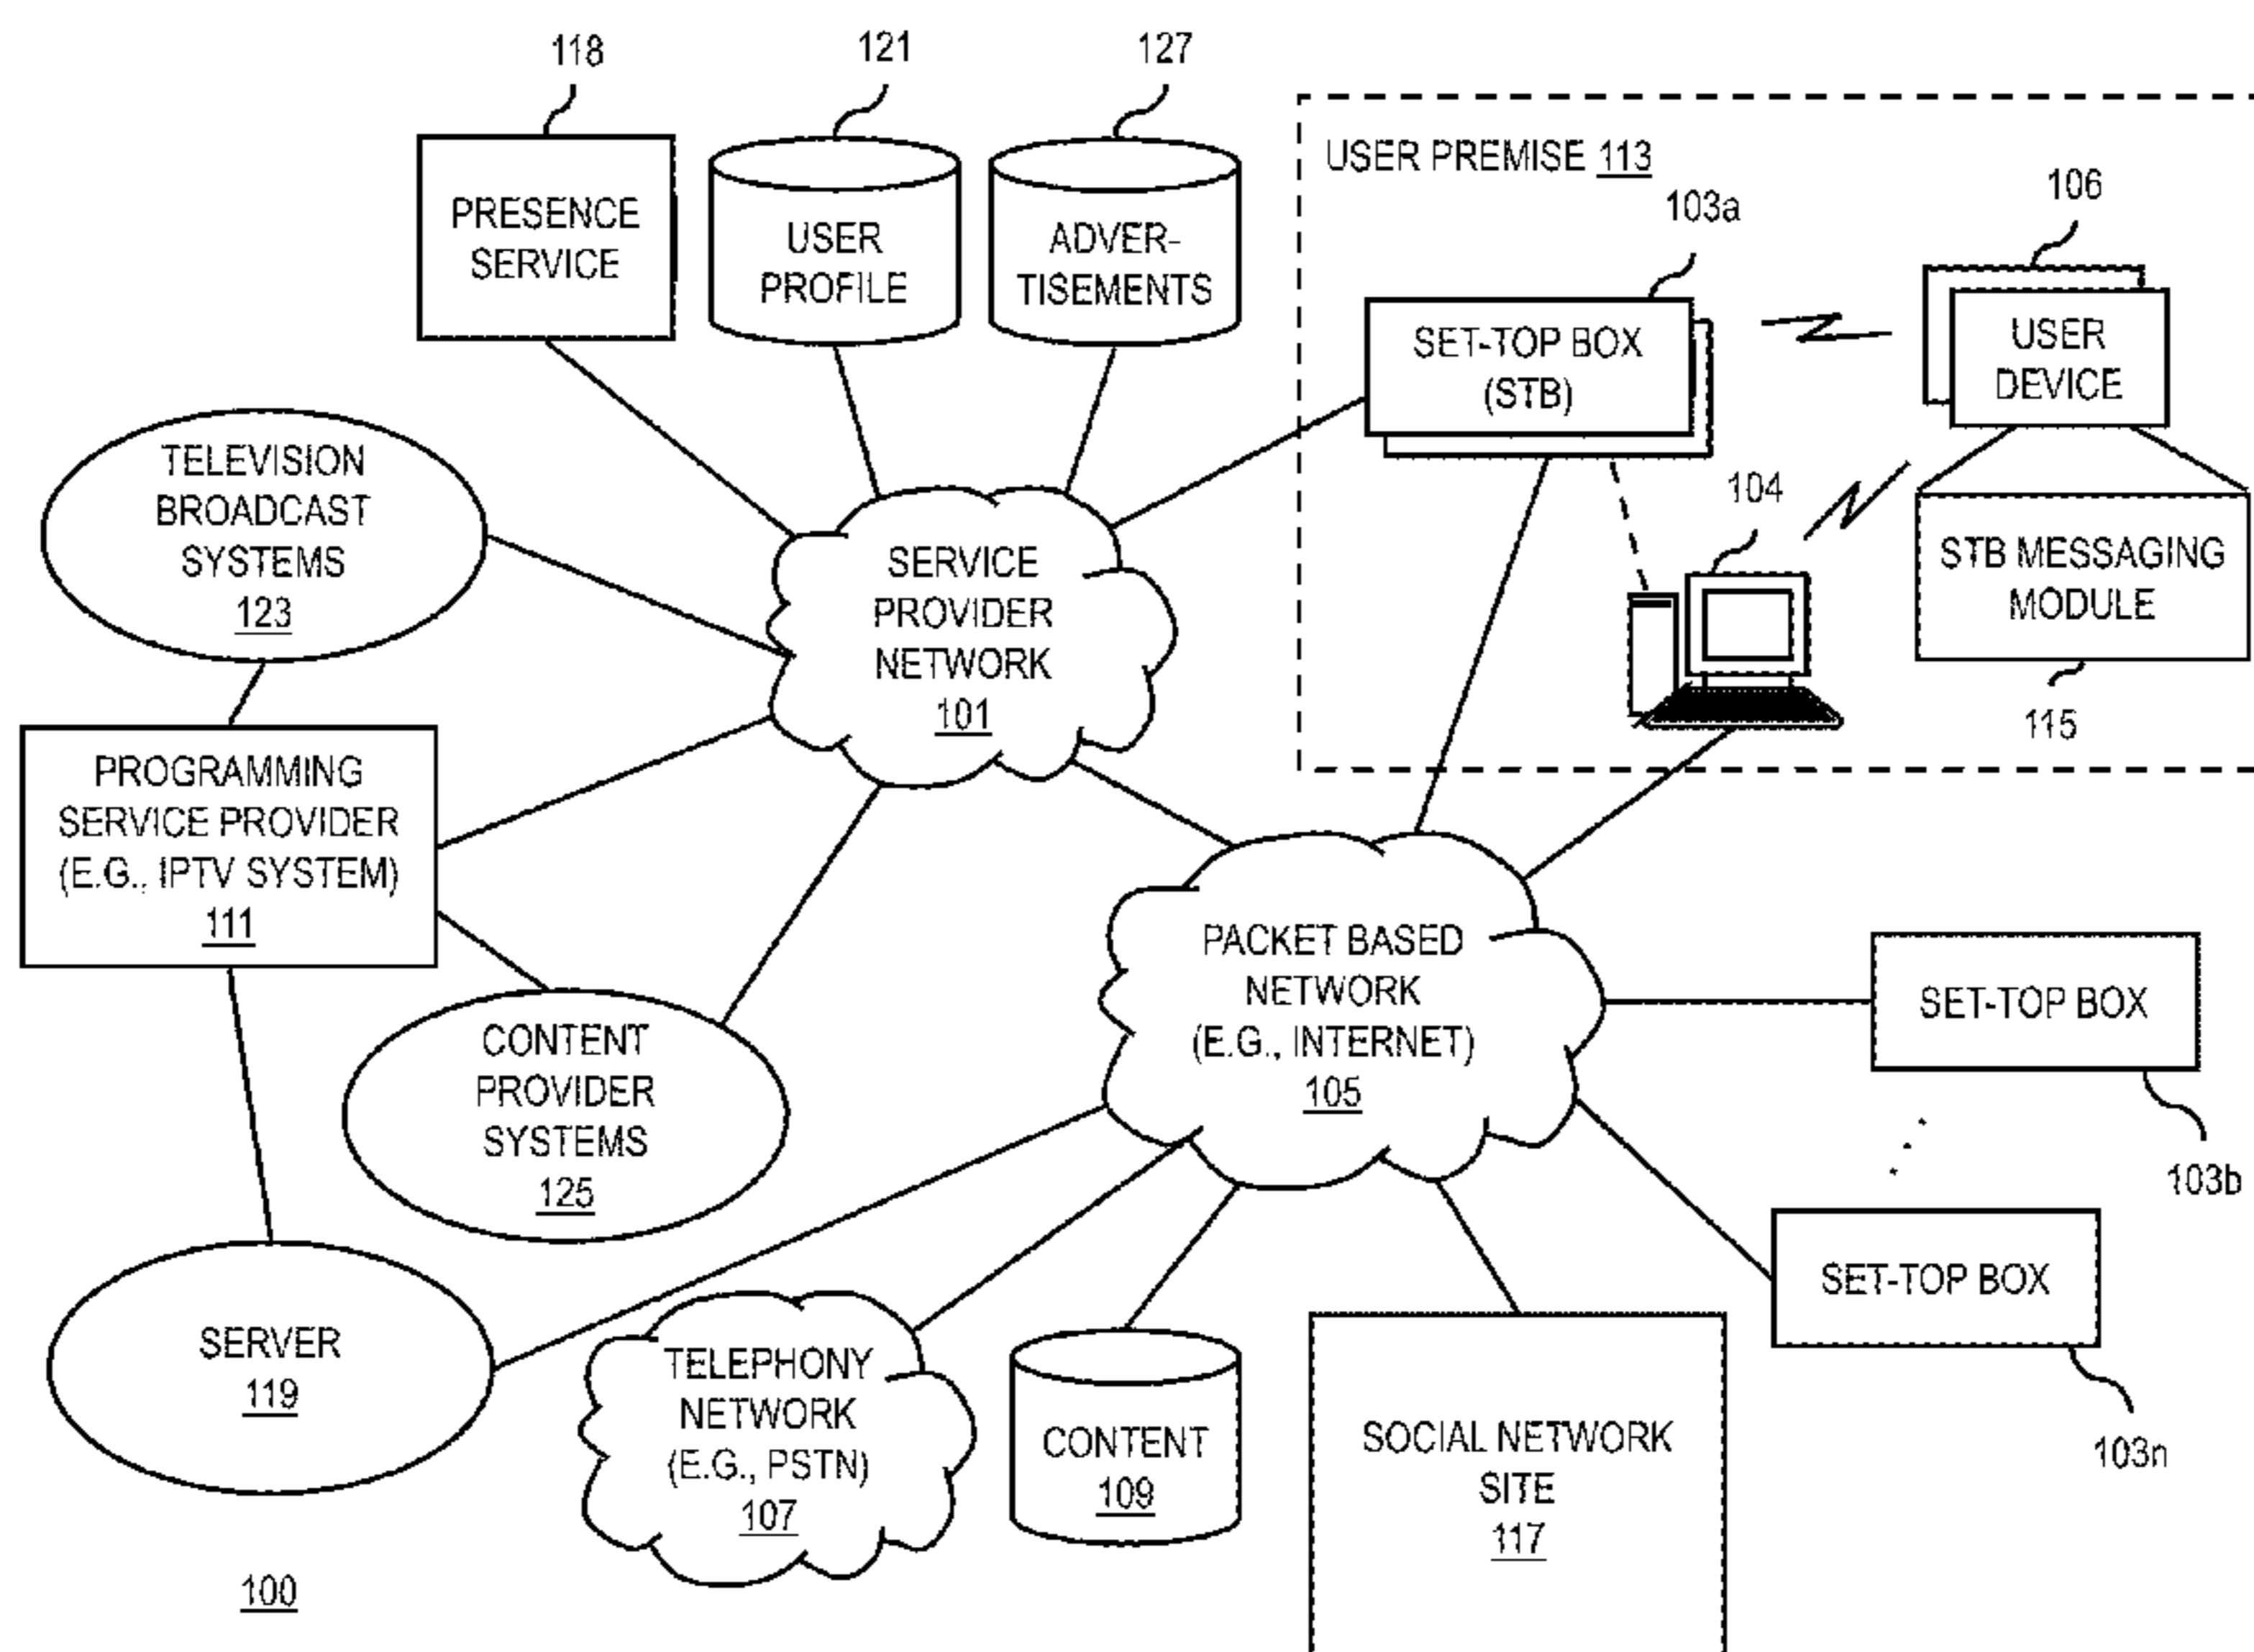 118
121
127
PRESENCE
SERVICE
USER
PROFILE
ADVER-
TISEMENTS
USER PREMISE 113
103a
106
SET-TOP BOX
(STB)
USER
DEVICE
104
STB MESSAGING
MODULE
115
TELEVISION
BROADCAST
SYSTEMS
123
SERVICE
PROVIDER
NETWORK
101
PROGRAMMING
SERVICE PROVIDER
(E.G., IPTV SYSTEM)
111
PACKET BASED
NETWORK
(E.G., INTERNET)
105
SET-TOP BOX
103b
CONTENT
PROVIDER
SYSTEMS
125
SET-TOP BOX
103n
SERVER
119
TELEPHONY
NETWORK
(E.G., PSTN)
107
CONTENT
109
SOCIAL NETWORK
SITE
117
100